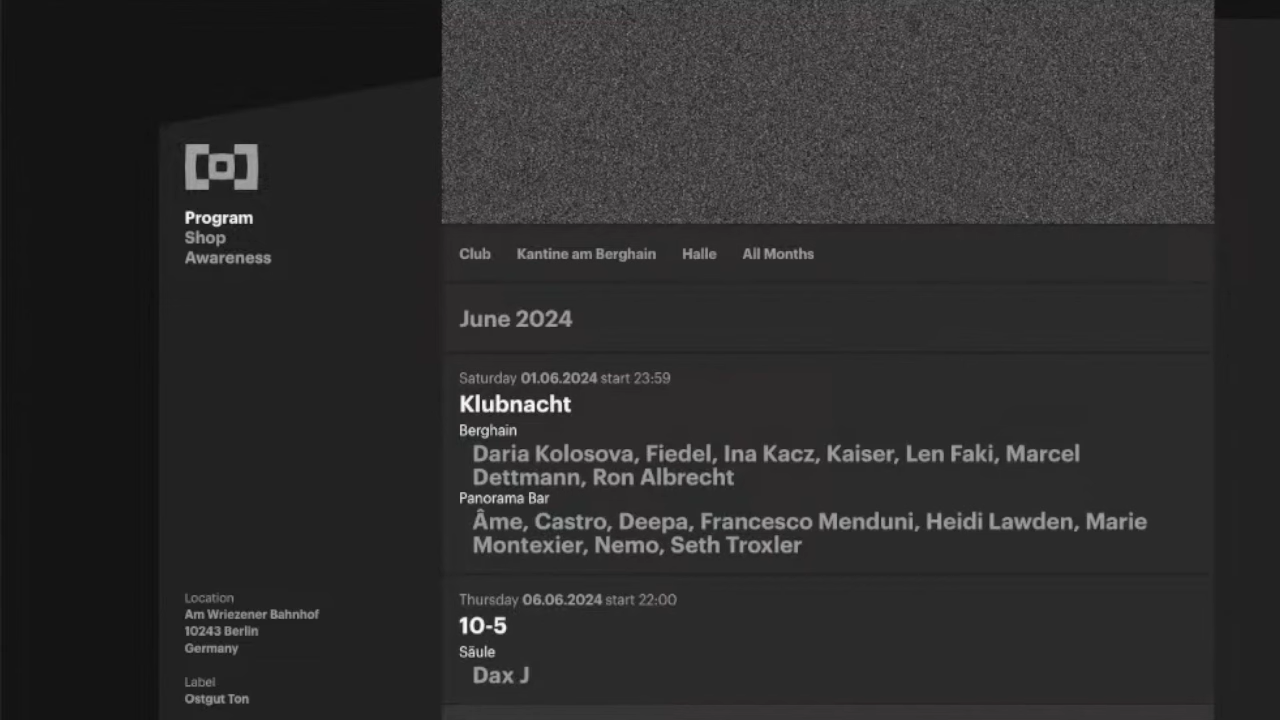 Program
Shop
Awareness
Club Kantine am Berghain Halle All Months
June 2024
Saturday 01.06.2024 start 23:59
Klubnacht
Berghain
Daria Kolosova, Fiedel, Ina Kacz, Kaiser, Len Faki, Marcel
Dettmann, Ron Albrecht
Panorama Bar
Âme, Castro, Deepa, Francesco Menduni, Heidi Lawden, Marie
Montexier, Nemo, Seth Troxler
Thursday 06.06.2024 start 22:00
10-5
Säule
Dax J
Location
Am Wriezener Bahnhof
10243 Berlin
Germany
Label
Ostgut Ton